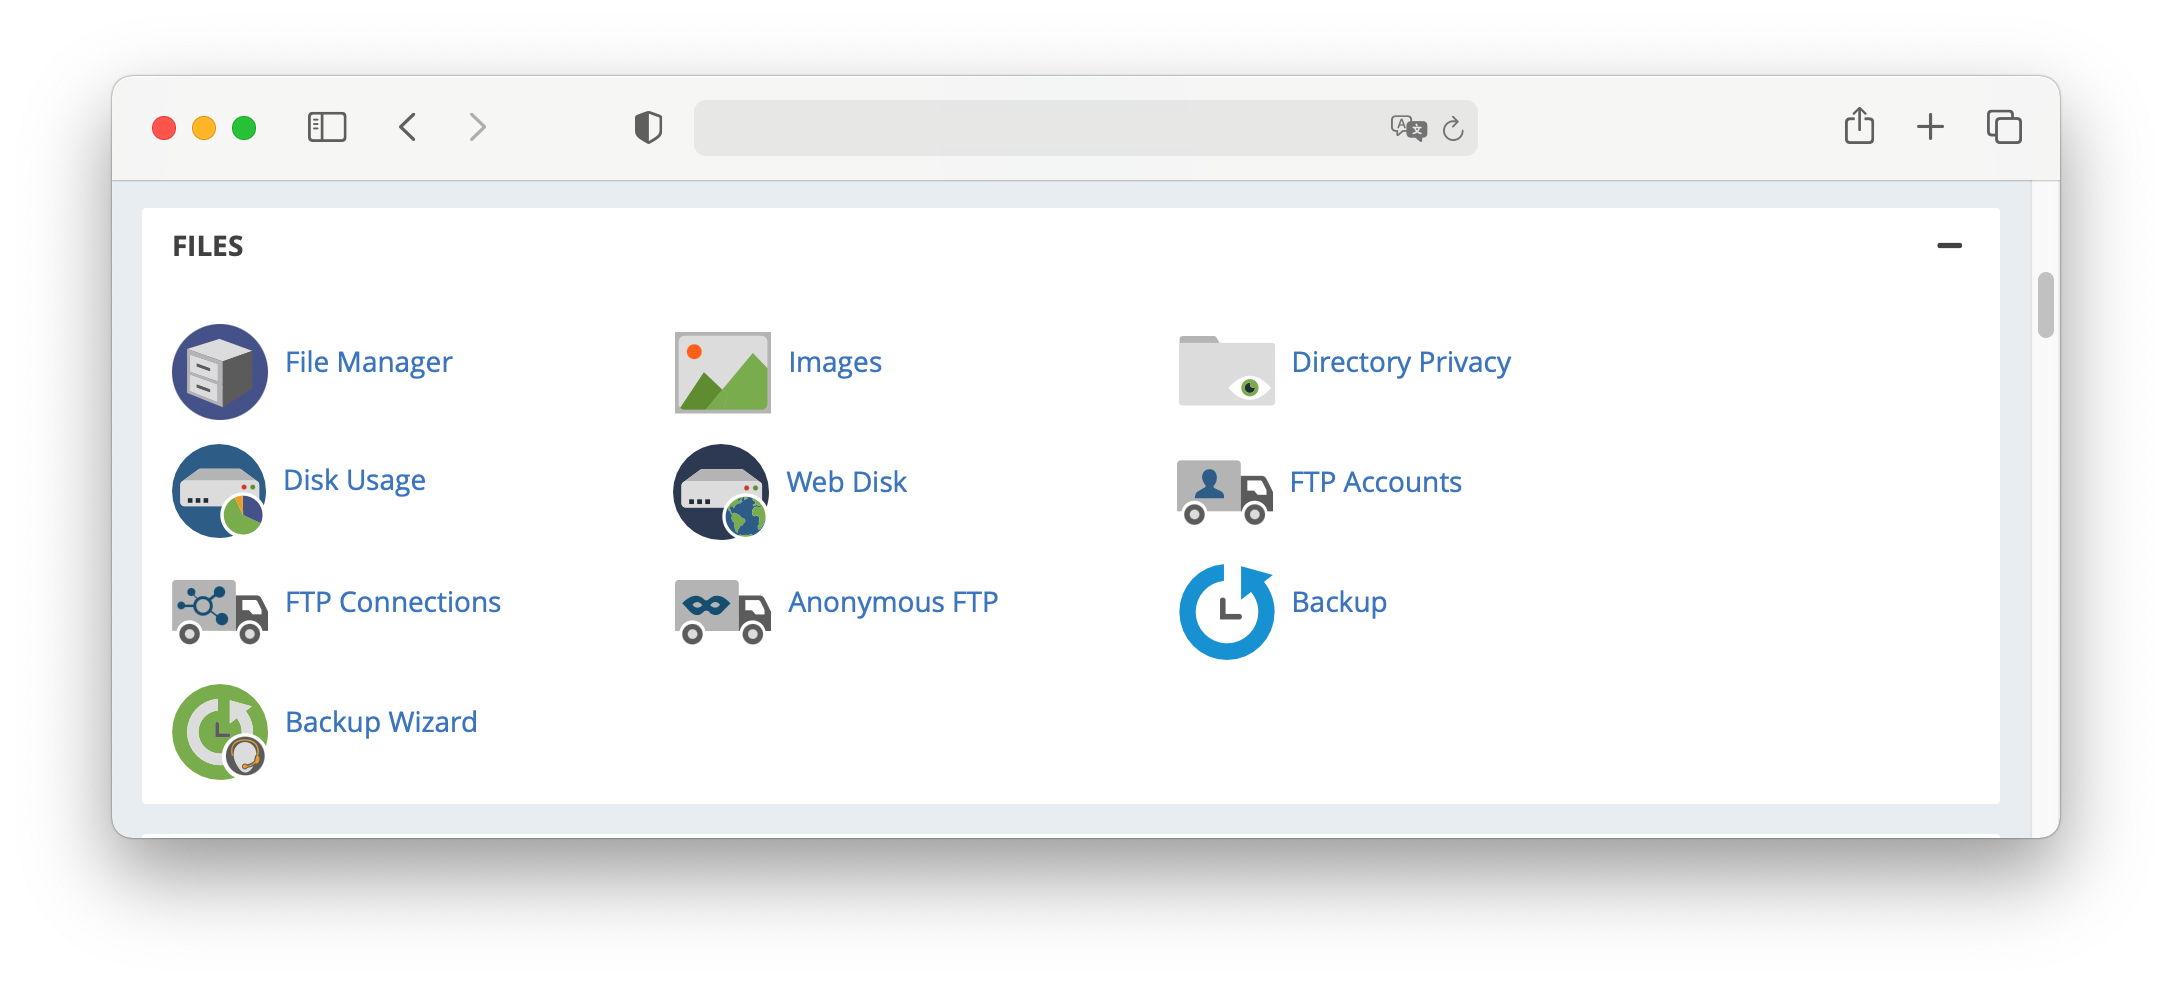 FILES
File Manager
Images
Directory Privacy
Disk Usage
Web Disk
FTP Accounts
FTP Connections
Anonymous FTP
Backup
Backup Wizard